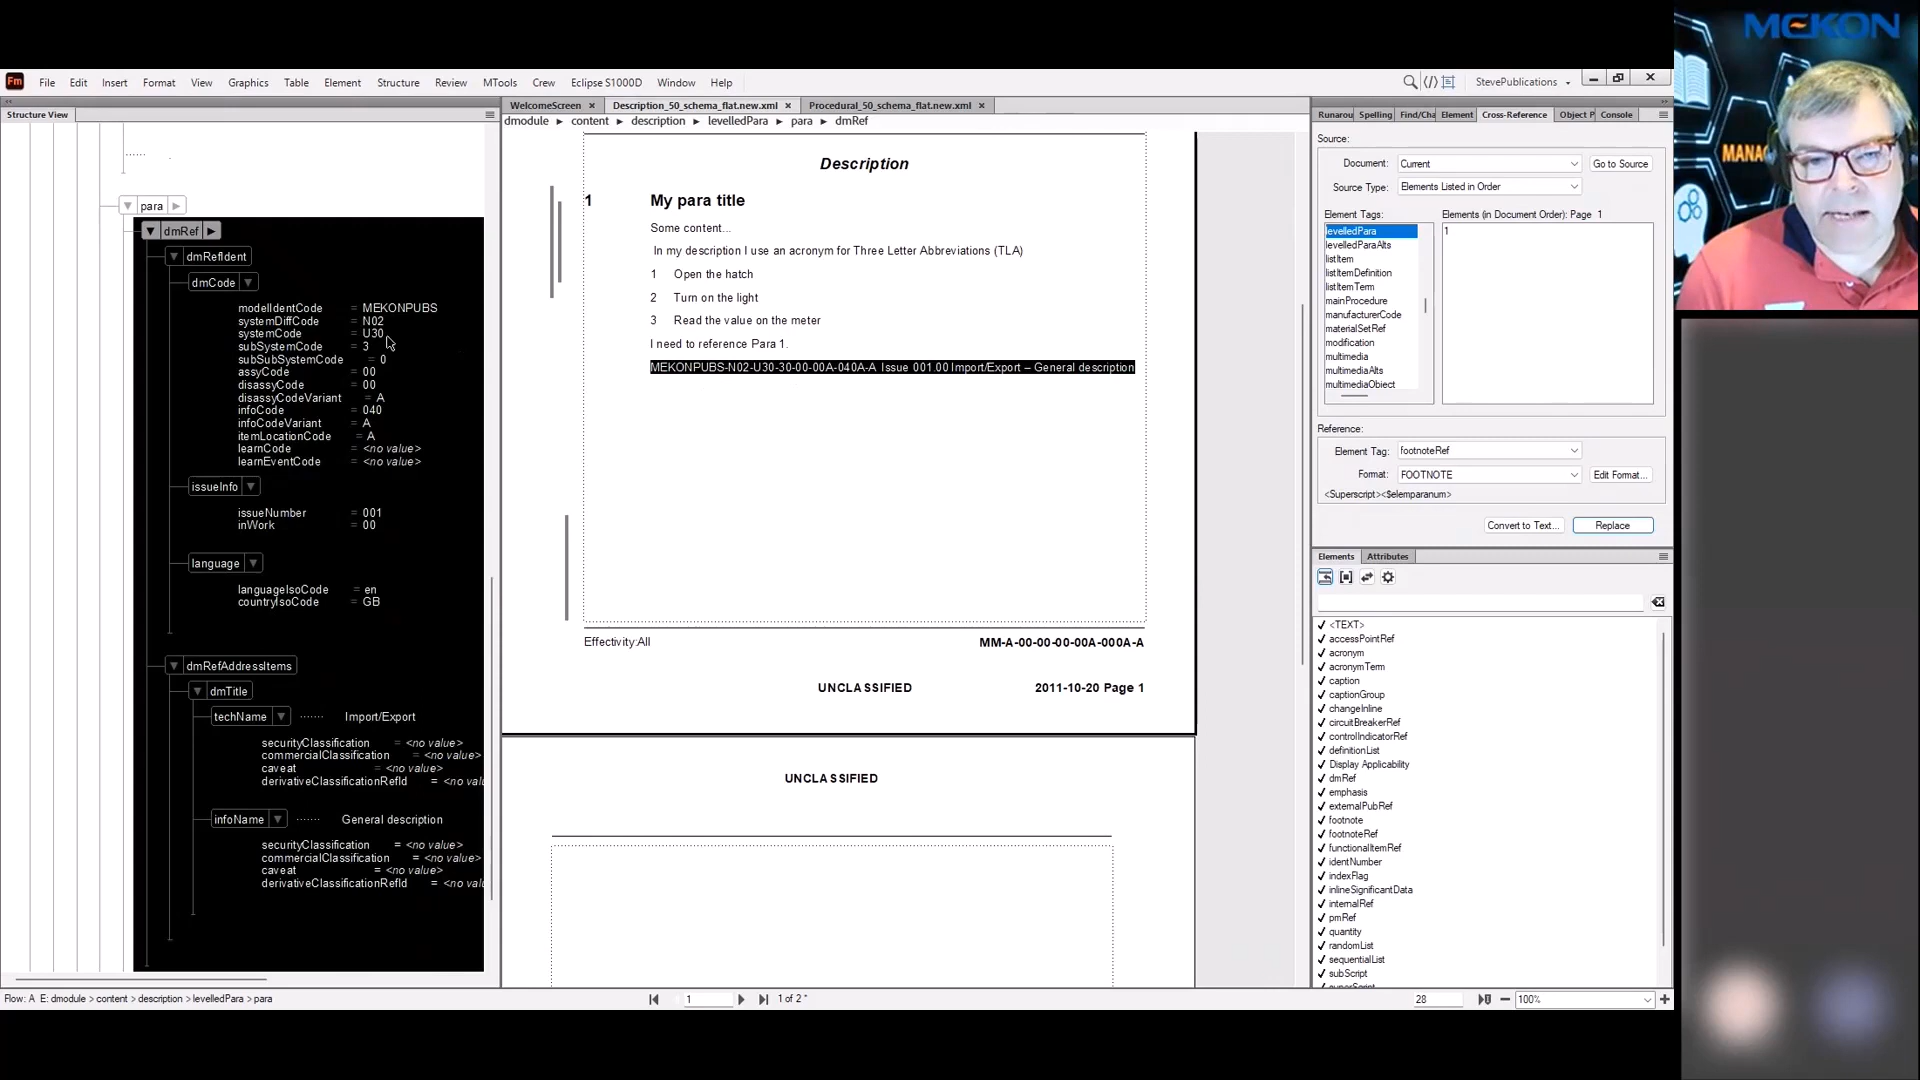 MEKON
MANAG
Fm File Edit Insert Format View Graphics Table Element Structure Review MTools Crew Eclipse S1000D Window Help
StevePublications
Structure View
para
dmRef
dmRefIdent
dmCode
modelIdentCode = MEKONPUBS
systemDiffCode = N02
systemCode = U30
subSystemCode = 3
subSubSystemCode = 0
assyCode = 00
disassyCode = 00
disassyCodeVariant = A
infoCode = 040
infoCodeVariant = A
itemLocationCode = A
learnCode = <no value>
learnEventCode = <no value>
issueInfo
issueNumber = 001
inWork = 00
language
languageIsoCode = en
countryIsoCode = GB
dmRefAddressItems
dmTitle
techName ...... Import/Export
securityClassification = <no value>
commercialClassification = <no value>
caveat = <no value>
derivativeClassificationRefId = <no valu
infoName ...... General description
securityClassification = <no value>
commercialClassification = <no value>
caveat = <no value>
derivativeClassificationRefId = <no valu
WelcomeScreen
Description_50_schema_flat.new.xml
Procedural_50_schema_flat.new.xml
dmodule content description levelledPara para dmRef
Description
1 My para title
Some content...
In my description I use an acronym for Three Letter Abbreviations (TLA)
1 Open the hatch
2 Turn on the light
3 Read the value on the meter
I need to reference Para 1.
MEKONPUBS-N02-U30-30-00-00A-040A-A Issue 001 00 Import/Export – General description
Effectivity:All
MM-A-00-00-00-00A-000A-A
UNCLASSIFIED
2011-10-20 Page 1
UNCLASSIFIED
Runarou Spelling Find/Cha Element Cross-Reference Object P Console
Source:
Document: Current
Go to Source
Source Type: Elements Listed in Order
Element Tags:
Elements (in Document Order): Page 1
levelledPara
levelledParaAlts
listItem
listItemDefinition
listItemTerm
mainProcedure
manufacturerCode
materialSetRef
modification
multimedia
multimediaAlts
multimediaObject
1
Reference:
Element Tag: footnoteRef
Format: FOOTNOTE
Edit Format...
<Superscript><$elemparanum>
Convert to Text...
Replace
Elements Attributes
<TEXT>
accessPointRef
acronym
acronymTerm
caption
captionGroup
changeInline
circuitBreakerRef
controlIndicatorRef
definitionList
Display Applicability
dmRef
emphasis
externalPubRef
footnote
footnoteRef
functionalItemRef
identNumber
indexFlag
inlineSignificantData
internalRef
pmRef
quantity
randomList
sequentialList
subScript
superScript
Flow: A E: dmodule > content > description > levelledPara > para
1
1 of 2 *
28
100%